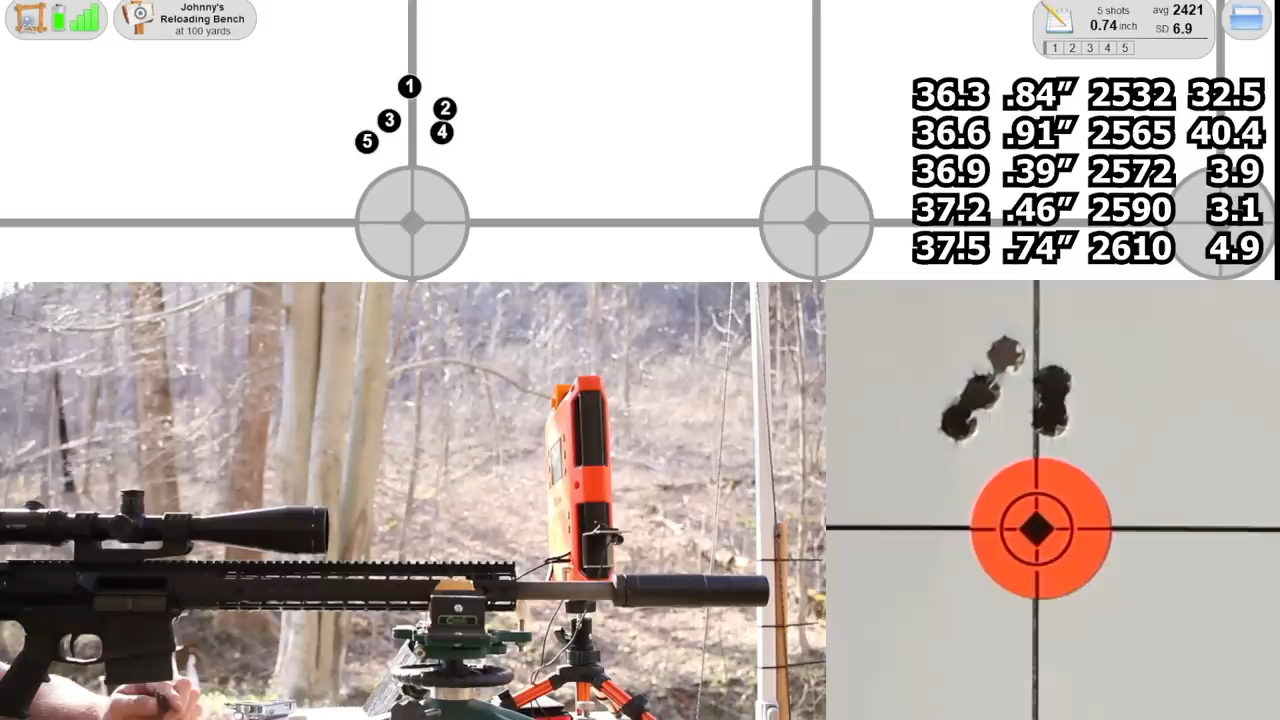 Johnny's
Reloading Bench
at 100 yards
5 shots
0.74 inch
avg 2421
SD 6.9
1 2 3 4 5
36.3 .84" 2532 32.5
36.6 .91" 2565 40.4
36.9 .39" 2572 3.9
37.2 .46" 2590 3.1
37.5 .74" 2610 4.9
1
2
3
4
5